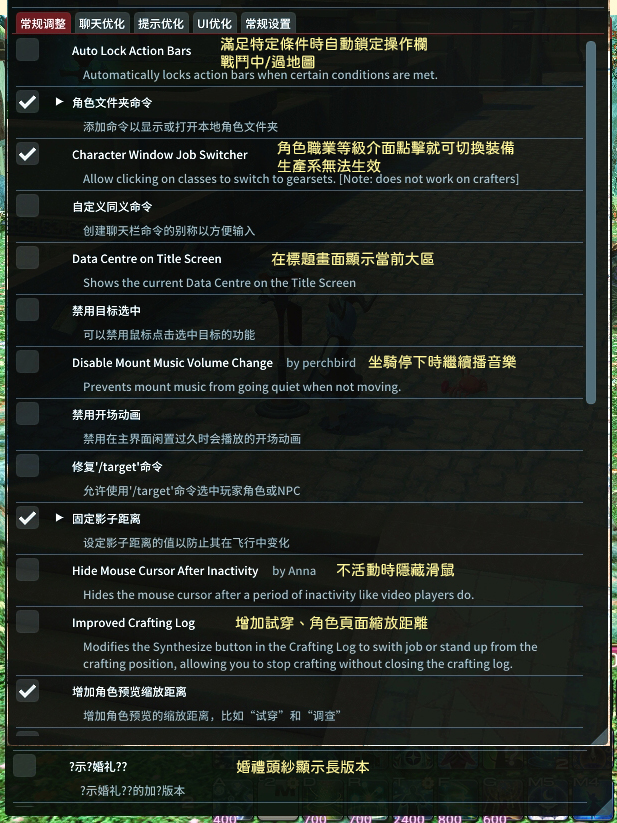 常规调整 聊天优化 提示优化 UI优化 常规设置
Auto Lock Action Bars 滿足特定條件時自動鎖定操作欄
戰鬥中/過地圖
Automatically locks action bars when certain conditions are met.
角色文件夹命令
添加命令以显示或打开本地角色文件夹
Character Window Job Switcher 角色職業等級介面點擊就可切換裝備
生產系無法生效
Allow clicking on classes to switch to gearsets. [Note: does not work on crafters]
自定义同义命令
创建聊天栏命令的别称以方便输入
Data Centre on Title Screen 在標題畫面顯示當前大區
Shows the current Data Centre on the Title Screen
禁用目标选中
可以禁用鼠标点击选中目标的功能
Disable Mount Music Volume Change by perchbird 坐騎停下時繼續播音樂
Prevents mount music from going quiet when not moving.
禁用开场动画
禁用在主界面闲置过久时会播放的开场动画
修复'/target'命令
允许使用'/target'命令选中玩家角色或NPC
固定影子距离
设定影子距离的值以防止其在飞行中变化
Hide Mouse Cursor After Inactivity by Anna 不活動時隱藏滑鼠
Hides the mouse cursor after a period of inactivity like video players do.
Improved Crafting Log 增加試穿、角色頁面縮放距離
Modifies the Synthesize button in the Crafting Log to swith job or stand up from the
crafting position, allowing you to stop crafting without closing the crafting log.
增加角色预览缩放距离
增加角色预览的缩放距离，比如“试穿”和“调查”
?示?婚礼?? 婚禮頭紗顯示長版本
?示婚礼??的加?版本
400 700 700 2400 800 600